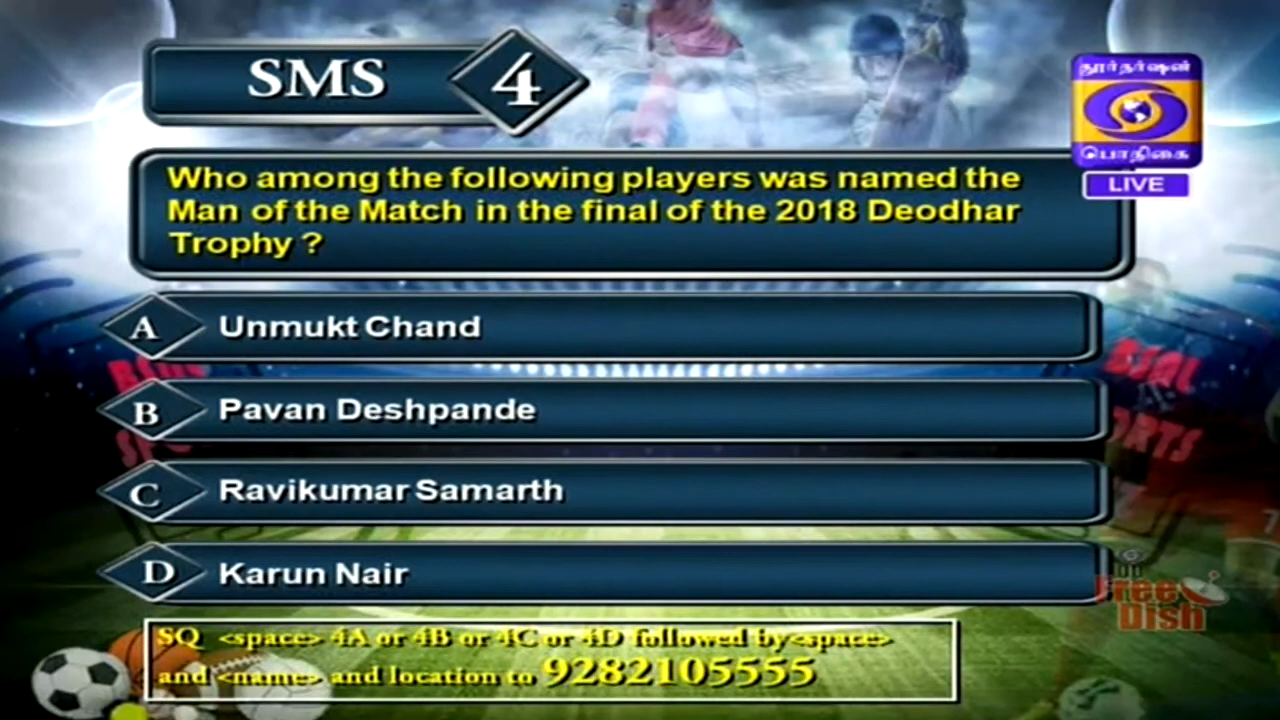 SMS 4
தூர்தர்ஷன்
பொதிகை
LIVE
Who among the following players was named the
Man of the Match in the final of the 2018 Deodhar
Trophy ?
A Unmukt Chand
B Pavan Deshpande
C Ravikumar Samarth
D Karun Nair
Free
Dish
SQ <space> 4A or 4B or 4C or 4D followed by<space>
and <name> and location to 9282105555